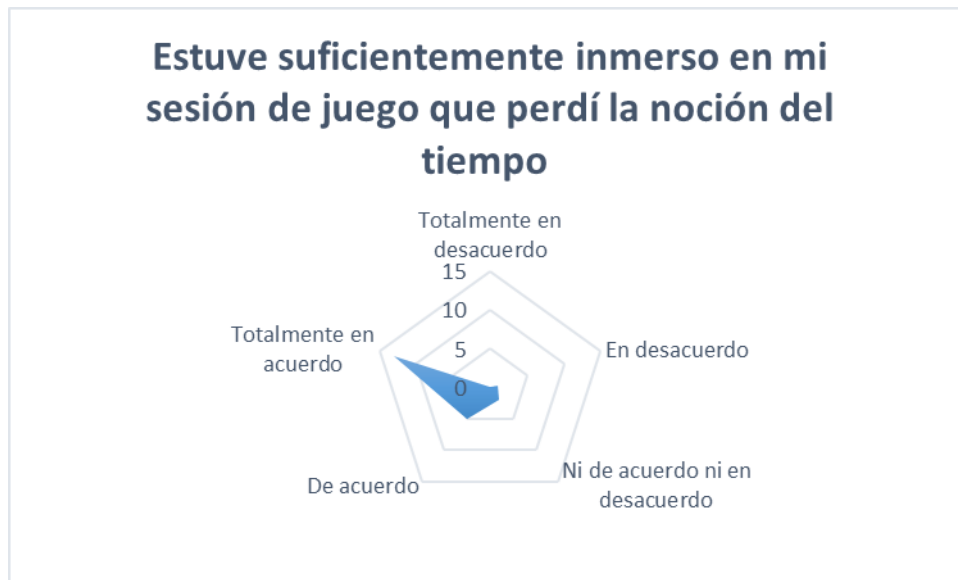 Estuve suficientemente inmerso en mi
sesión de juego que perdí la noción del
tiempo
Totalmente en
desacuerdo
15
10
5
0
En desacuerdo
Ni de acuerdo ni en
desacuerdo
De acuerdo
Totalmente en
acuerdo